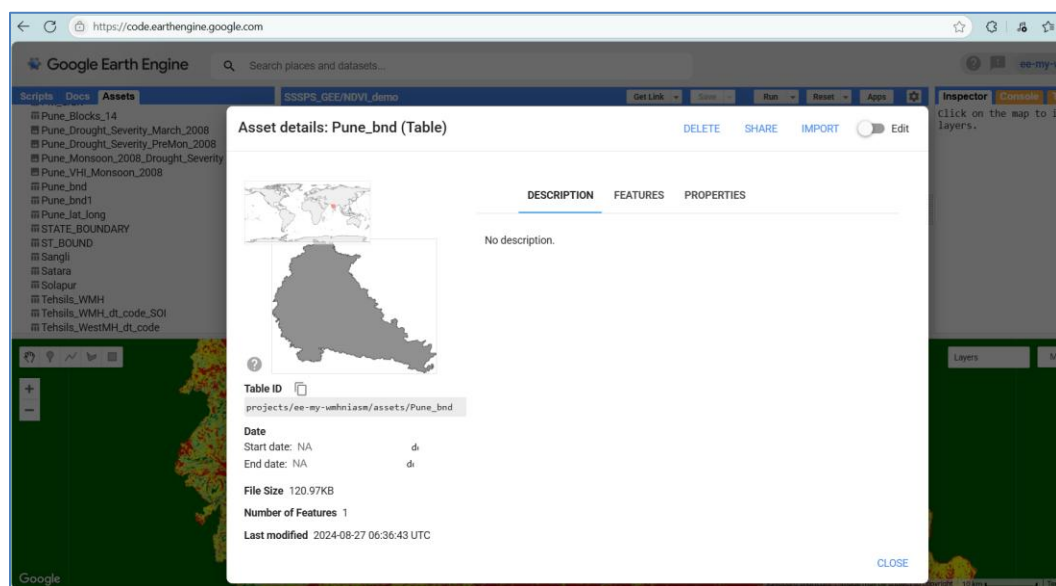 https://code.earthengine.google.com
Google Earth Engine
Search places and datasets...
Scripts Docs Assets
SSSPS_GEE/NDVI_demo
Get Link Save Run Reset Apps
Inspector Console
Click on the map to
layers.
Pune_Blocks_14
Pune_Drought_Severity_March_2008
Pune_Drought_Severity_PreMon_2008
Pune_Monsoon_2008_Drought_Severity
Pune_VHI_Monsoon_2008
Pune_bnd
Pune_bnd1
Pune_lat_long
STATE_BOUNDARY
ST_BOUND
Sangli
Satara
Solapur
Tehsils_WMH
Tehsils_WMH_dt_code_SOI
Tehsils_WestMH_dt_code
Asset details: Pune_bnd (Table)
DELETE SHARE IMPORT Edit
DESCRIPTION FEATURES PROPERTIES
No description.
Table ID
projects/ee-my-wmhniasm/assets/Pune_bnd
Date
Start date: NA
End date: NA
File Size 120.97KB
Number of Features 1
Last modified 2024-08-27 06:36:43 UTC
CLOSE
Layers
Google